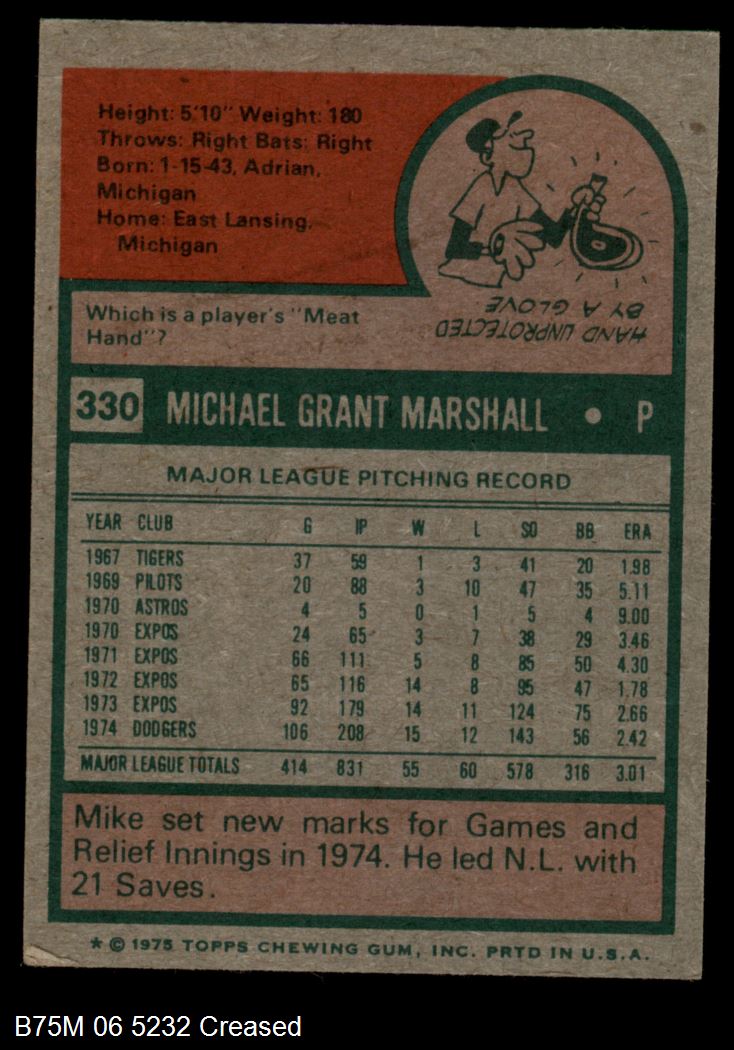 Height: 5'10" Weight: 180
Throws: Right Bats: Right
Born: 1-15-43, Adrian,
Michigan
Home: East Lansing,
Michigan
Which is a player's "Meat
Hand"?
HAND UNPROTECTED
BY A GLOVE
330 MICHAEL GRANT MARSHALL • P
MAJOR LEAGUE PITCHING RECORD
YEAR CLUB G IP W L SO BB ERA
1967 TIGERS 37 59 1 3 41 20 1.98
1969 PILOTS 20 88 3 10 47 35 5.11
1970 ASTROS 4 5 0 1 5 4 9.00
1970 EXPOS 24 65 3 7 38 29 3.46
1971 EXPOS 66 111 5 8 85 50 4.30
1972 EXPOS 65 116 14 8 95 47 1.78
1973 EXPOS 92 179 14 11 124 75 2.66
1974 DODGERS 106 208 15 12 143 56 2.42
MAJOR LEAGUE TOTALS 414 831 55 60 578 316 3.01
Mike set new marks for Games and
Relief Innings in 1974. He led N.L. with
21 Saves.
* © 1975 TOPPS CHEWING GUM, INC. PRTD IN U.S.A.
B75M 06 5232 Creased